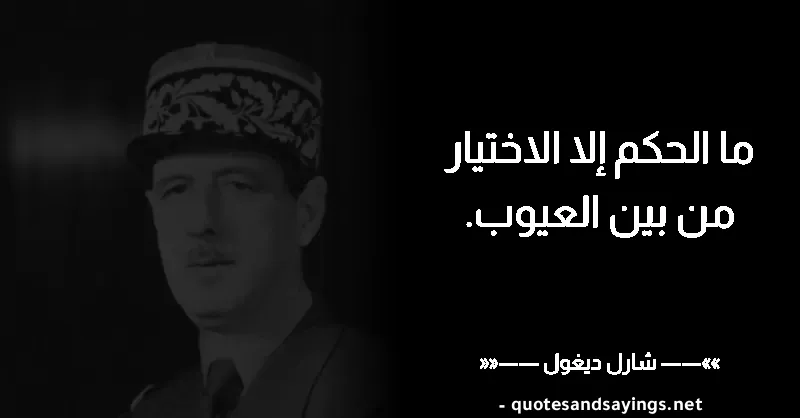 ما الحكم إلا الاختيار
من بين العيوب.
»»—— شارل ديغول ——««
- quotesandsayings.net